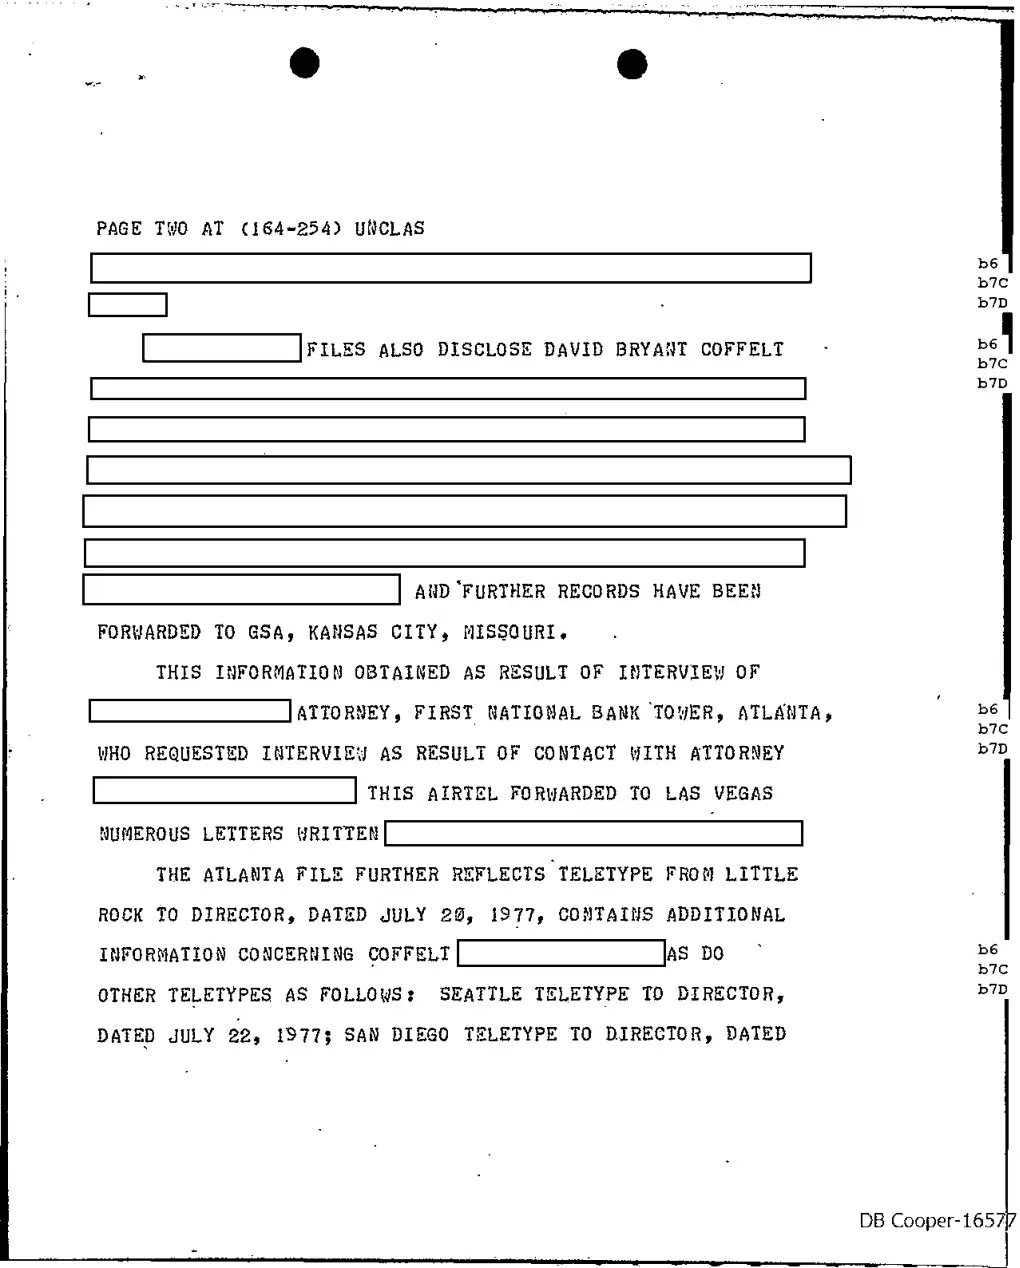 PAGE TWO AT (164-254) UNCLAS
b6
b7C
b7D
FILES ALSO DISCLOSE DAVID BRYANT COFFELT
b6
b7C
b7D
AND FURTHER RECORDS HAVE BEEN
FORWARDED TO GSA, KANSAS CITY, MISSOURI.
THIS INFORMATION OBTAINED AS RESULT OF INTERVIEW OF
ATTORNEY, FIRST NATIONAL BANK TOWER, ATLANTA,
b6
b7C
b7D
WHO REQUESTED INTERVIEW AS RESULT OF CONTACT WITH ATTORNEY
THIS AIRTEL FORWARDED TO LAS VEGAS
NUMEROUS LETTERS WRITTEN
THE ATLANTA FILE FURTHER REFLECTS TELETYPE FROM LITTLE
ROCK TO DIRECTOR, DATED JULY 20, 1977, CONTAINS ADDITIONAL
INFORMATION CONCERNING COFFELT AS DO
b6
b7C
b7D
OTHER TELETYPES AS FOLLOWS: SEATTLE TELETYPE TO DIRECTOR,
DATED JULY 22, 1977; SAN DIEGO TELETYPE TO DIRECTOR, DATED
DB Cooper-16577